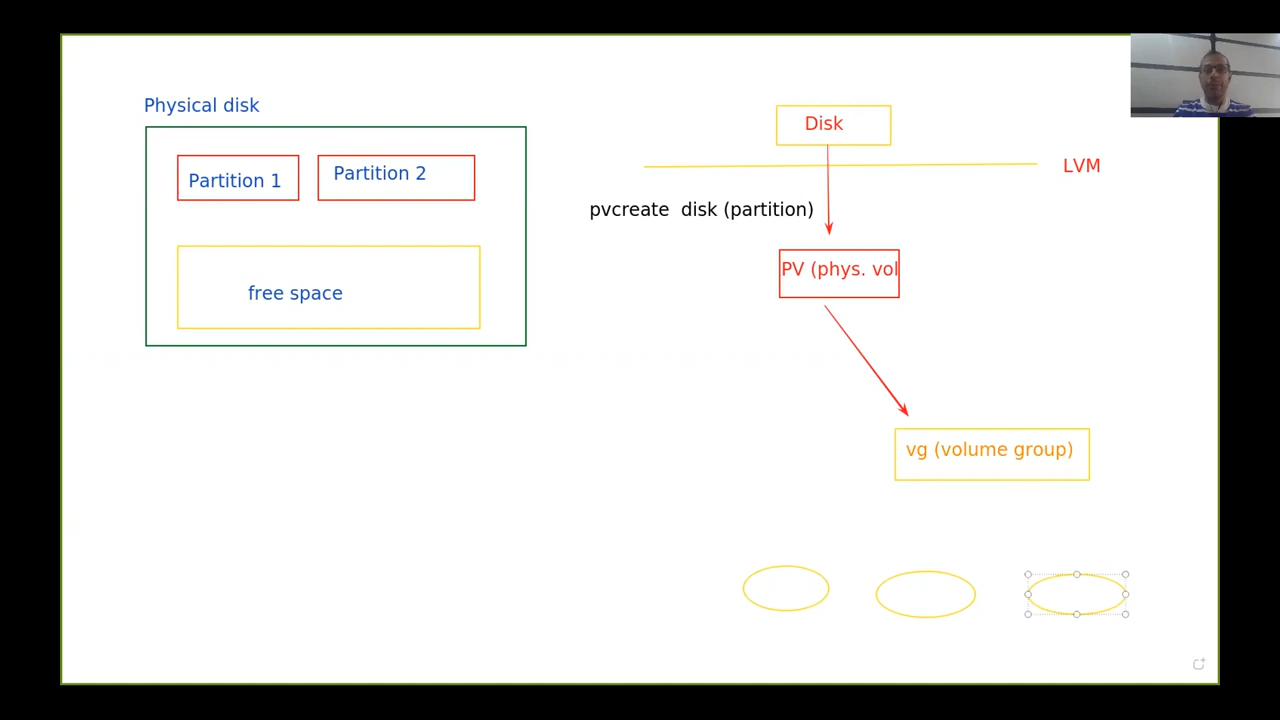 Physical disk
Partition 1
Partition 2
free space
Disk
LVM
pvcreate  disk (partition)
PV (phys. vol
vg (volume group)